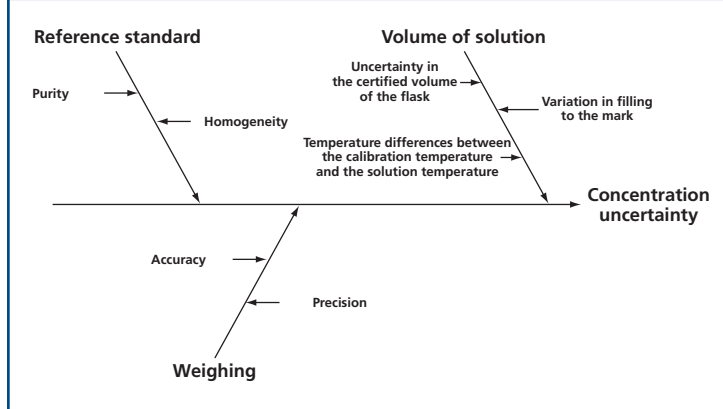 Reference standard
Purity
Homogeneity
Volume of solution
Uncertainty in
the certified volume
of the flask
Variation in filling
to the mark
Temperature differences between
the calibration temperature
and the solution temperature
Concentration
uncertainty
Accuracy
Precision
Weighing